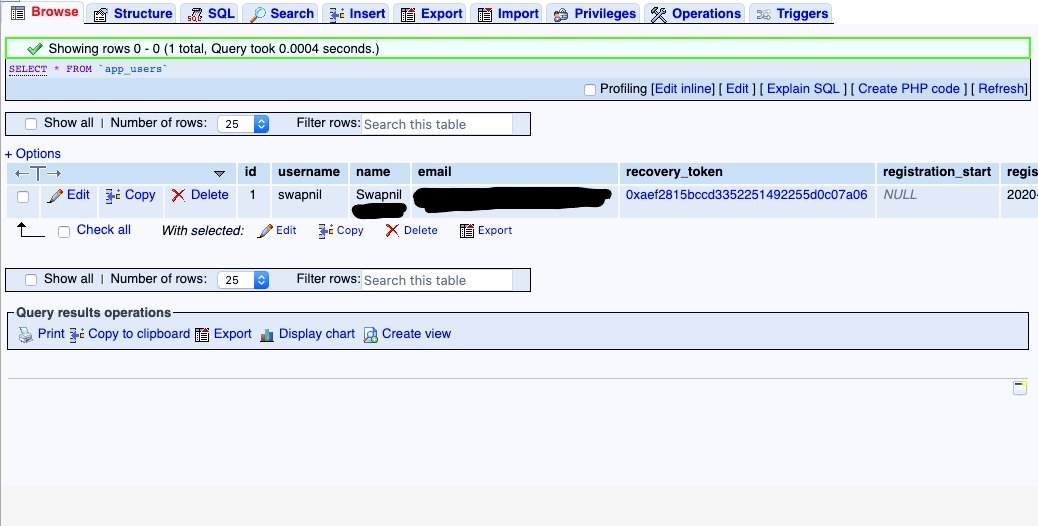 Browse Structure SQL Search Insert Export Import Privileges Operations Triggers
Showing rows 0 - 0 (1 total, Query took 0.0004 seconds.)
SELECT * FROM `app_users`
Profiling [Edit inline] [ Edit ] [ Explain SQL ] [ Create PHP code ] [ Refresh]
Show all | Number of rows: 25 Filter rows: Search this table
+ Options
←T→ id username name email recovery_token registration_start regis
Edit Copy Delete 1 swapnil Swapnil 0xaef2815bccd3352251492255d0c07a06 NULL 2020-
Check all With selected: Edit Copy Delete Export
Show all | Number of rows: 25 Filter rows: Search this table
Query results operations
Print Copy to clipboard Export Display chart Create view